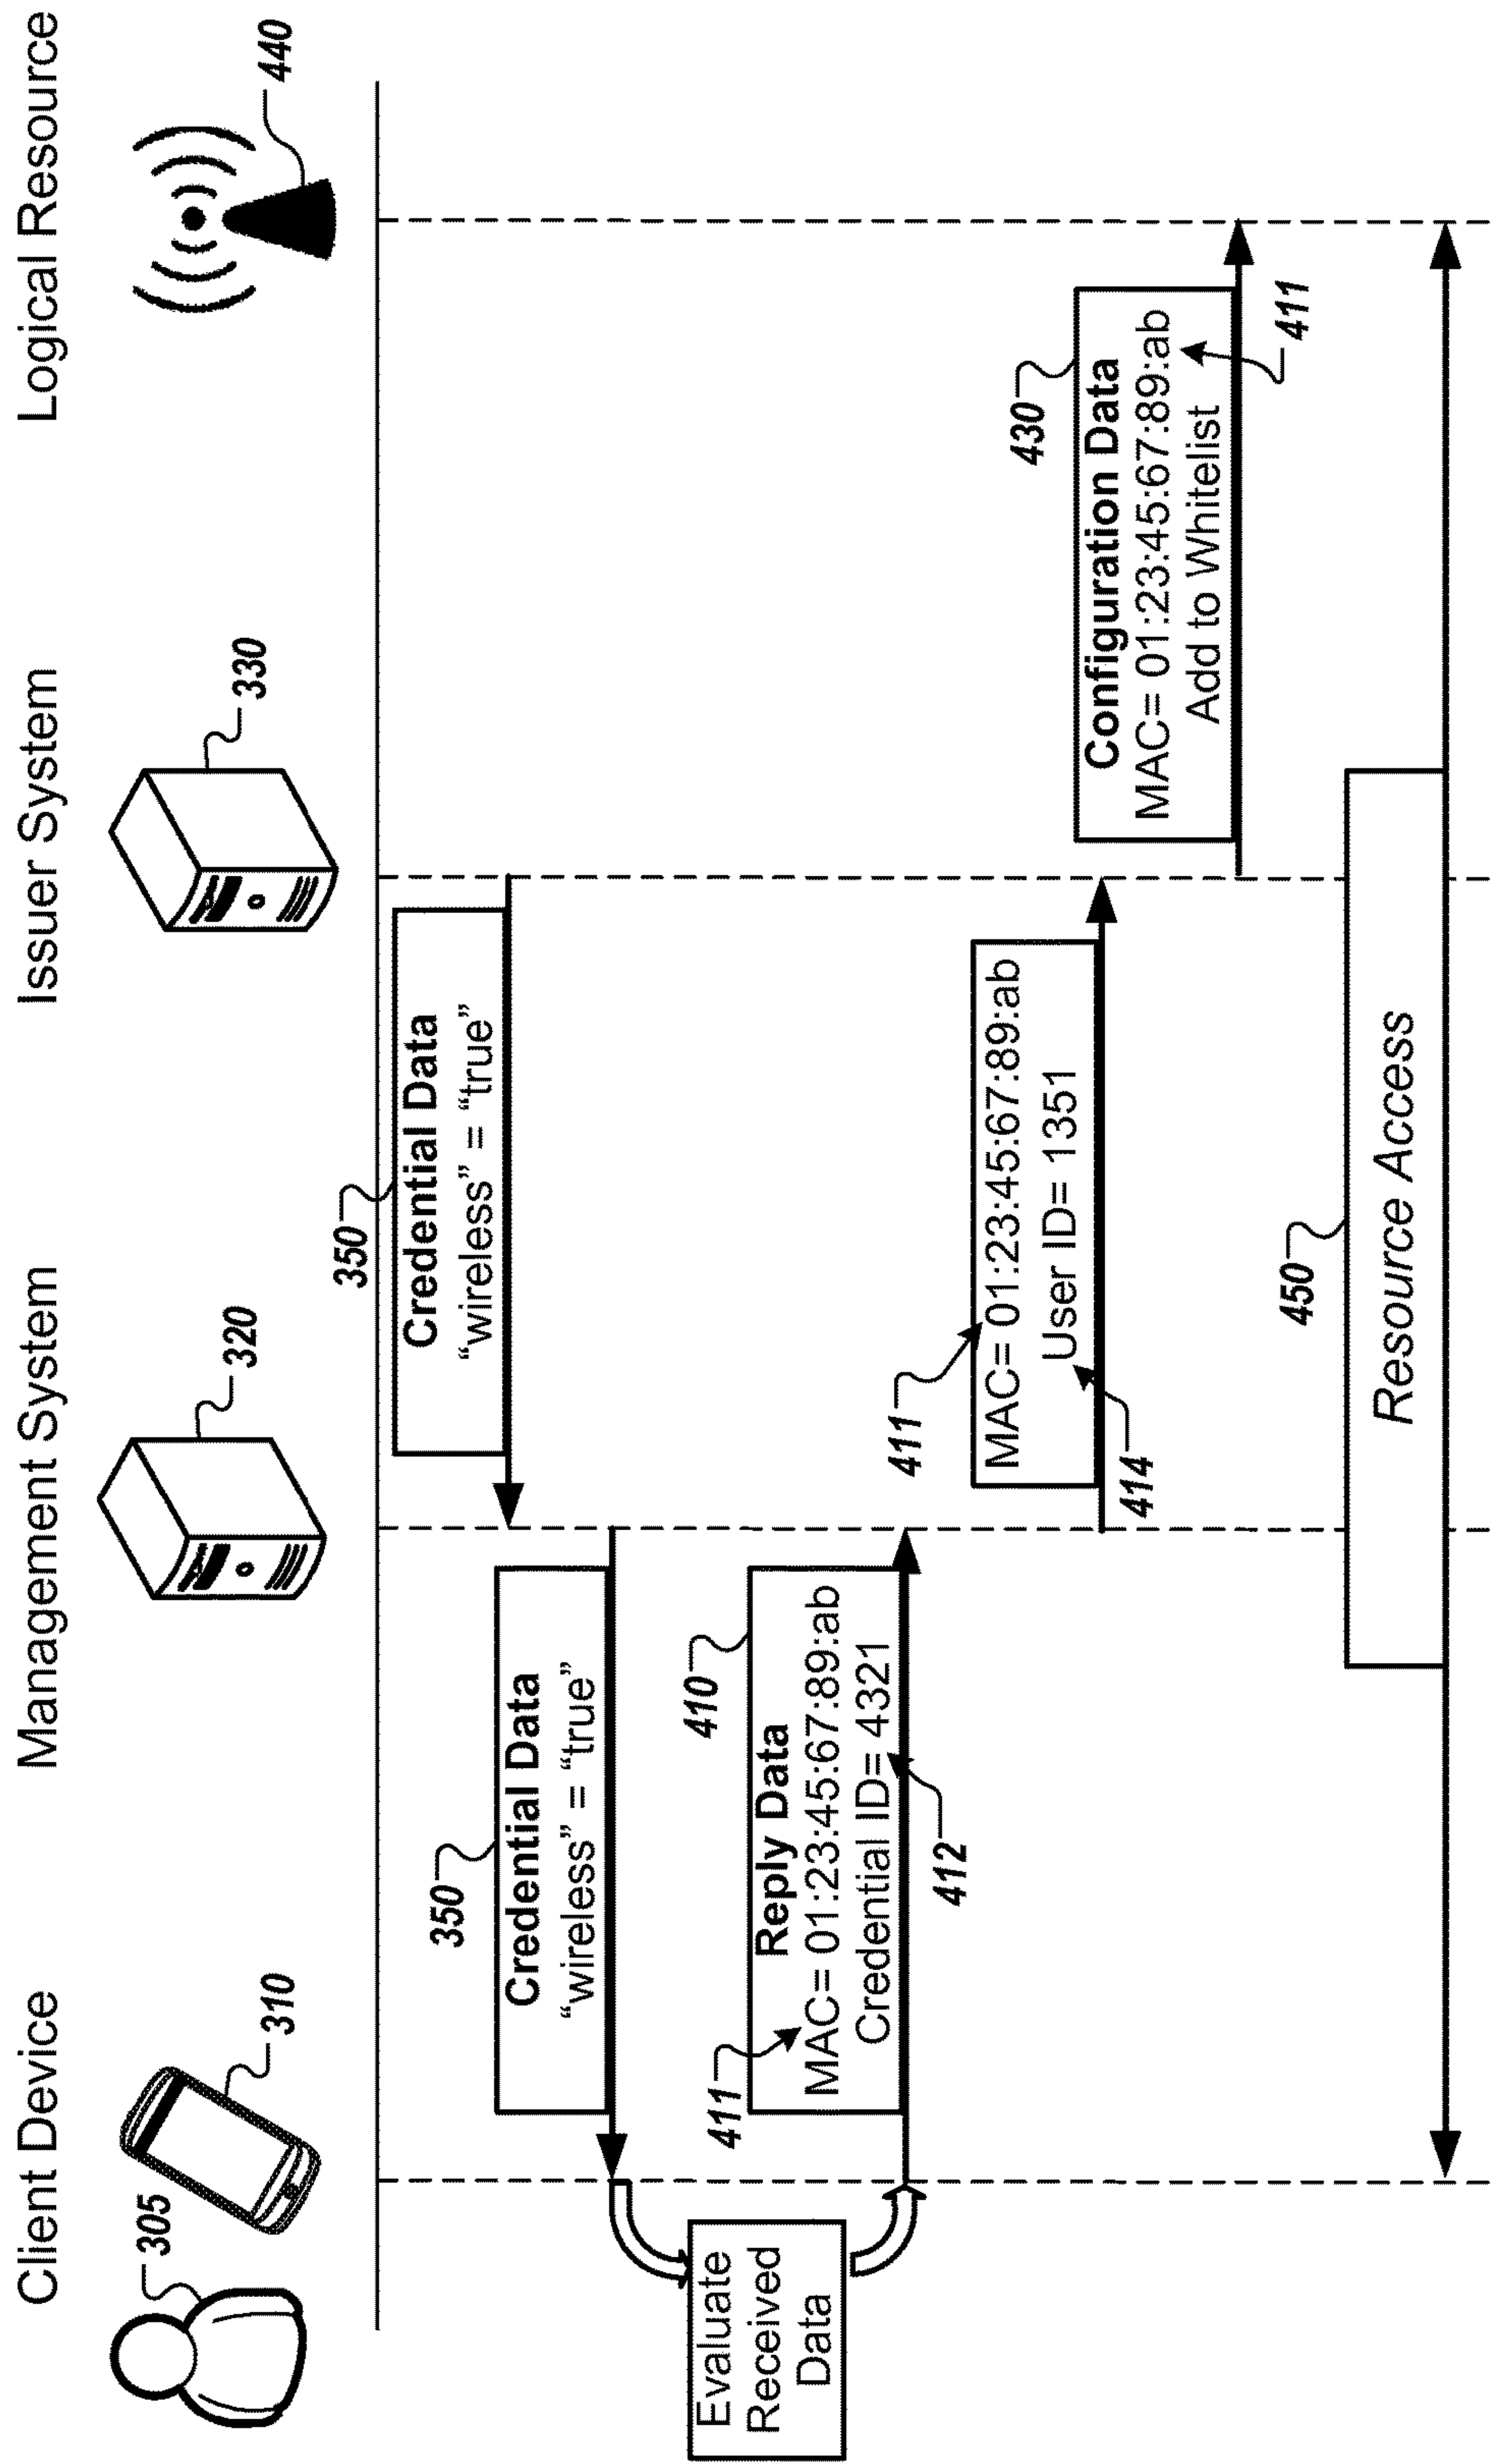 Client Device
Management System
Issuer System
Logical Resource
305
310
320
330
440
350
Credential Data
“wireless” = “true”
350
Credential Data
“wireless” = “true”
Evaluate
Received
Data
410
Reply Data
411
MAC= 01:23:45:67:89:ab
Credential ID= 4321
412
411
MAC= 01:23:45:67:89:ab
User ID= 1351
414
430
Configuration Data
MAC= 01:23:45:67:89:ab
Add to Whitelist
411
450
Resource Access